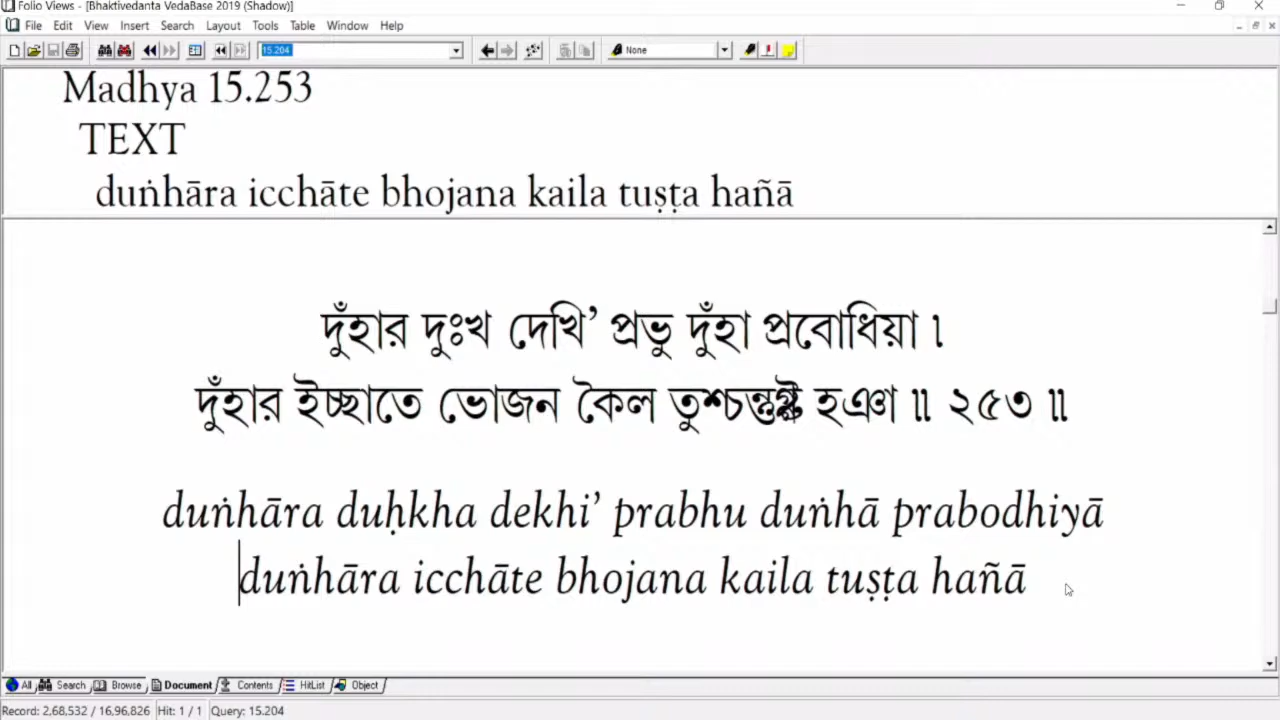 Folio Views - [Bhaktivedanta VedaBase 2019 (Shadow)]
File Edit View Insert Search Layout Tools Table Window Help
15.204 None
Madhya 15.253
TEXT
duṅhāra icchāte bhojana kaila tuṣṭa hañā
দুঁহার দুঃখ দেখি’ প্রভু দুঁহা প্রবোধিয়া ৷
দুঁহার ইচ্ছাতে ভোজন কৈল হঞা ৷৷ ২৫৩ ৷৷
duṅhāra duḥkha dekhi’ prabhu duṅhā prabodhiyā
duṅhāra icchāte bhojana kaila tuṣṭa hañā
All Search Browse Document Contents HitList Object
Record: 2,68,532 / 16,96,826 Hit: 1 / 1 Query: 15.204